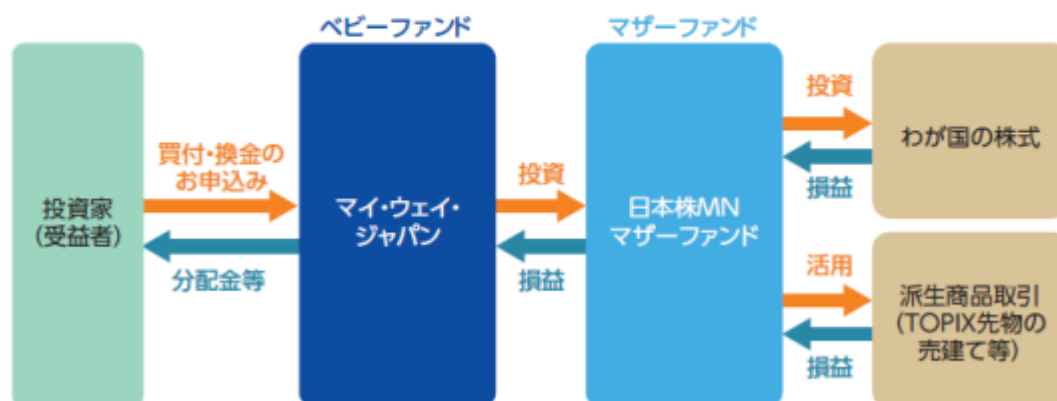 ベビーファンド
マザーファンド
投資家
(受益者)
買付・換金の
お申込み
分配金等
マイ・ウェイ・
ジャパン
投資
損益
日本株MN
マザーファンド
投資
損益
わが国の株式
活用
損益
派生商品取引
(TOPIX先物の
売建て等)